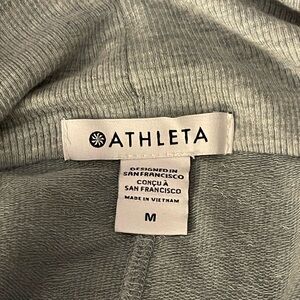 ATHLETA
DESIGNED IN
SAN FRANCISCO
CONÇU À
SAN FRANCISCO
MADE IN VIETNAM
M